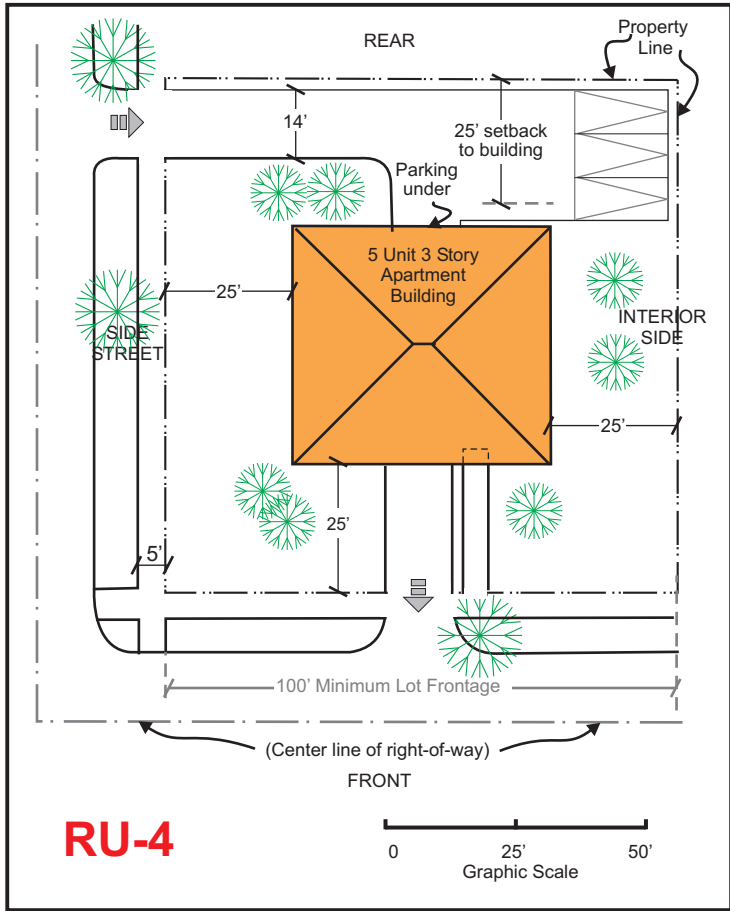 REAR
Property
Line
14’
25’ setback
to building
Parking
under
5 Unit 3 Story
Apartment
Building
25’
SIDE
STREET
INTERIOR
SIDE
25’
25’
5’
100’ Minimum Lot Frontage
(Center line of right-of-way)
FRONT
RU-4
0
25’
50’
Graphic Scale